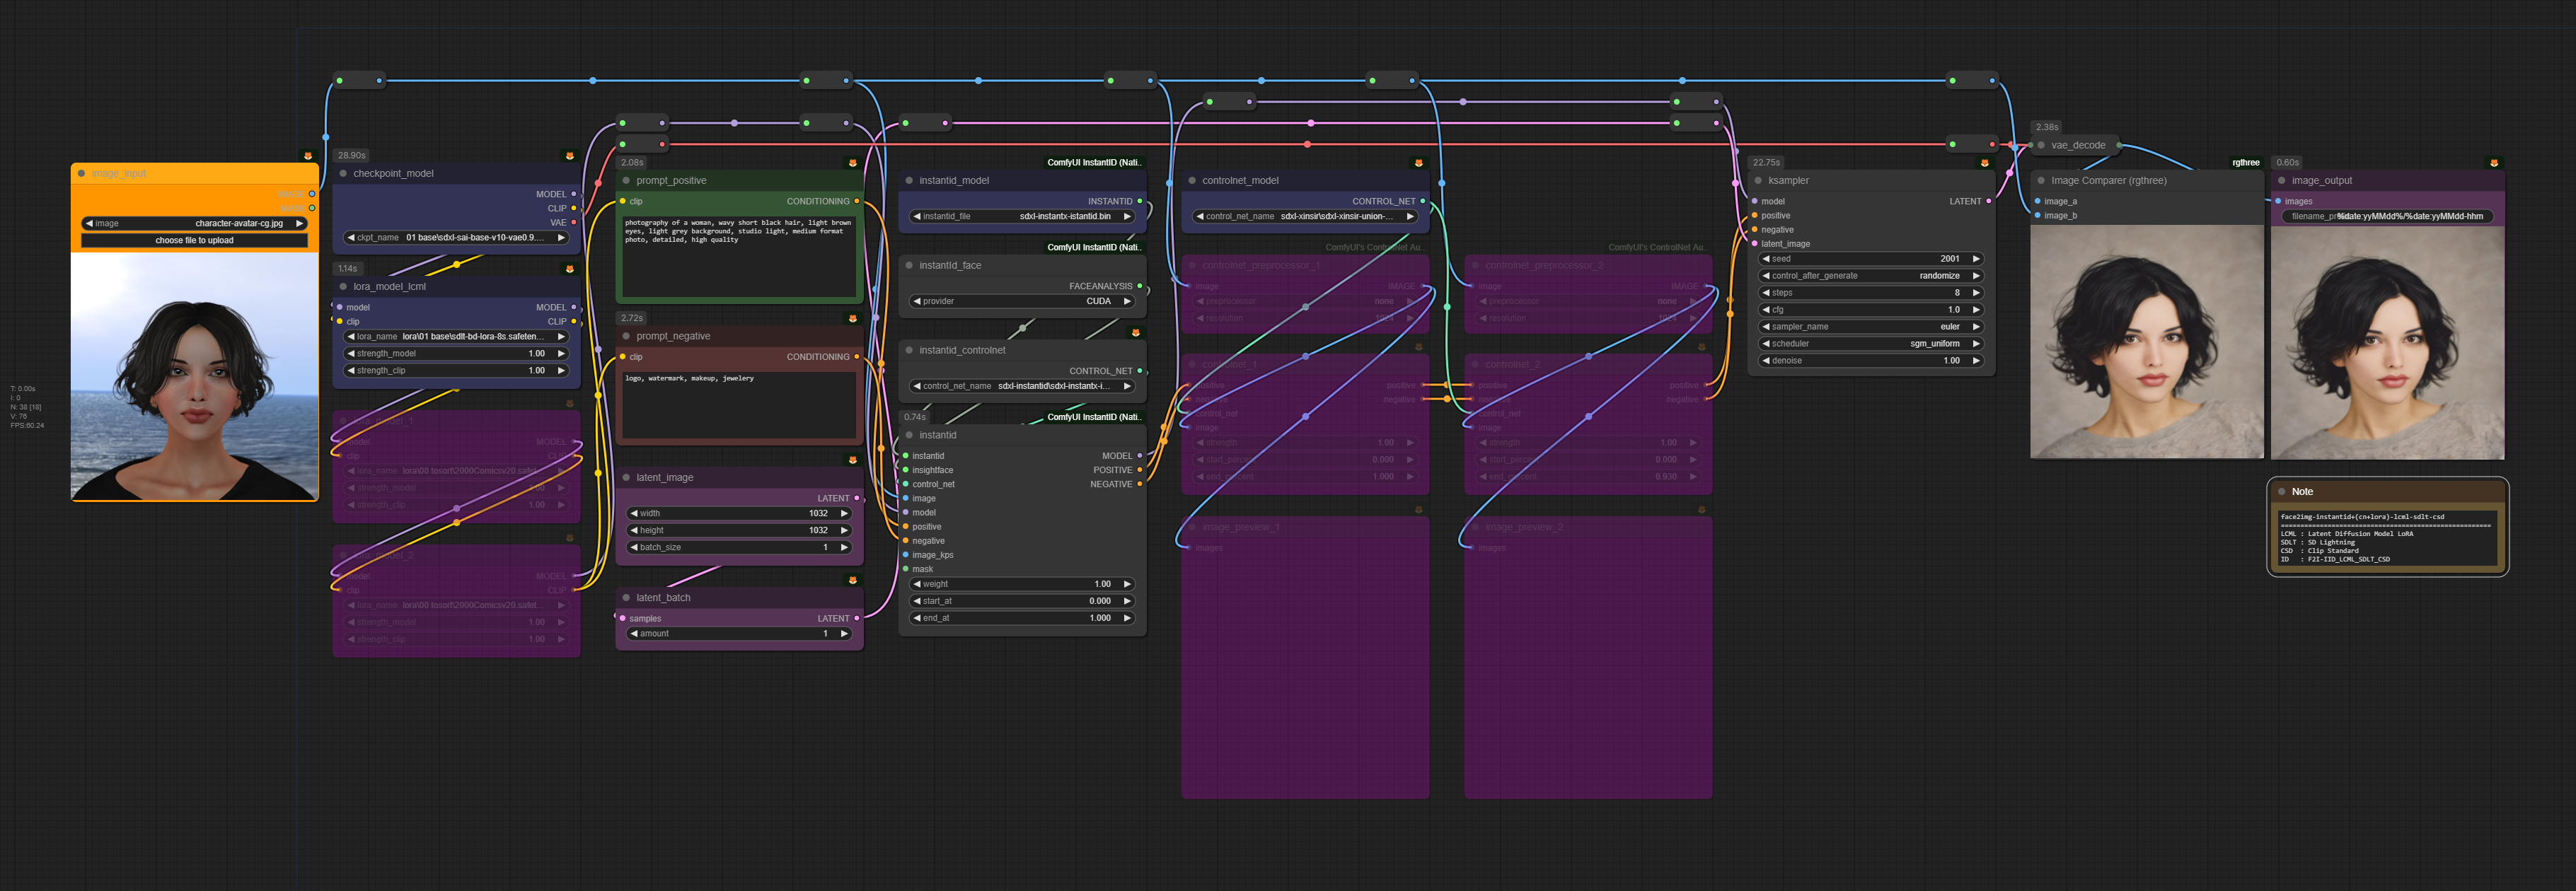 T: 0.00s
I: 0
N: 38 [18]
V: 76
FPS:60.24
image_input
image character-avatar-cg.jpg
choose file to upload
28.90s
checkpoint_model
MODEL
CLIP
VAE
ckpt_name 01 base\sdxl-sai-base-v10-vae0.9....
1.14s
lora_model_lcml
model MODEL
clip CLIP
lora_name lora\01 base\sdlt-bd-lora-8s.safeten...
strength_model 1.00
strength_clip 1.00
model MODEL
clip CLIP
lora_name lora\00 tosort\2000Comicsv20.safet...
strength_model 1.00
strength_clip 1.00
model MODEL
clip CLIP
lora_name lora\00 tosort\2000Comicsv20.safet...
strength_model 1.00
strength_clip 1.00
2.08s
prompt_positive
clip CONDITIONING
photography of a woman, wavy short black hair, light brown
eyes, light grey background, studio light, medium format
photo, detailed, high quality
2.72s
prompt_negative
clip CONDITIONING
logo, watermark, makeup, jewelery
latent_image
LATENT
width 1032
height 1032
batch_size 1
latent_batch
samples LATENT
amount 1
ComfyUI InstantID (Nati..
instantid_model
INSTANTID
instantid_file sdxl-instantx-istantid.bin
ComfyUI InstantID (Nati..
instantId_face
FACEANALYSIS
provider CUDA
instantid_controlnet
CONTROL_NET
control_net_name sdxl-instantid\sdxl-instantx-i...
0.74s
ComfyUI InstantID (Nati..
instantid
instantid MODEL
insightface POSITIVE
control_net NEGATIVE
image
model
positive
negative
image_kps
mask
weight 1.00
start_at 0.000
end_at 1.000
controlnet_model
CONTROL_NET
control_net_name sdxl-xinsir\sdxl-xinsir-union-...
ComfyUI's ControlNet Au..
controlnet_preprocessor_1
image IMAGE
preprocessor none
resolution 1024
controlnet_1
positive positive
negative negative
control_net
image
strength 1.00
start_percent 0.000
end_percent 1.000
image_preview_1
images
ComfyUI's ControlNet Au..
controlnet_preprocessor_2
image IMAGE
preprocessor none
resolution 1024
controlnet_2
positive positive
negative negative
control_net
image
strength 1.00
start_percent 0.000
end_percent 0.930
image_preview_2
images
22.75s
ksampler
model LATENT
positive
negative
latent_image
seed 2001
control_after_generate randomize
steps 8
cfg 1.0
sampler_name euler
scheduler sgm_uniform
denoise 1.00
2.38s
vae_decode
rgthree
Image Comparer (rgthree)
image_a
image_b
0.60s
image_output
images
%date:yyMMdd%/%date:yyMMdd-hhm
Note
face2img-instantid+(cn+lora)-lcml-sdlt-csd
==================================================
LCML : Latent Diffusion Model LoRA
SDLT : SD Lightning
CSD : Clip Standard
ID : F2I-IID_LCML_SDLT_CSD